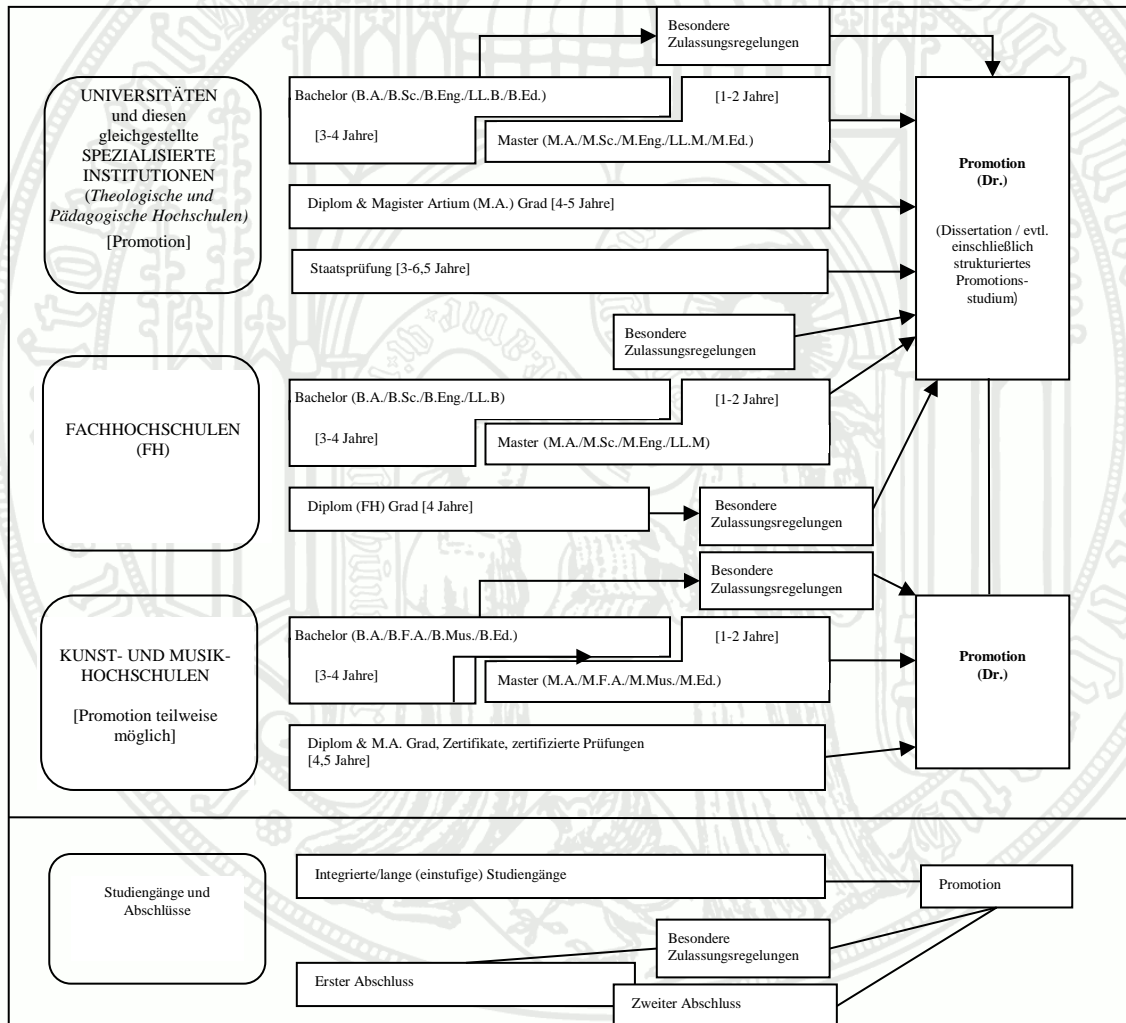 Besondere
Zulassungsregelungen
UNIVERSITÄTEN
und diesen
gleichgestellte
SPEZIALISIERTE
INSTITUTIONEN
(Theologische und
Pädagogische Hochschulen)
[Promotion]
Bachelor (B.A./B.Sc./B.Eng./LL.B./B.Ed.)
[3-4 Jahre]
[1-2 Jahre]
Master (M.A./M.Sc./M.Eng./LL.M./M.Ed.)
Diplom & Magister Artium (M.A.) Grad [4-5 Jahre]
Staatsprüfung [3-6,5 Jahre]
Promotion
(Dr.)
(Dissertation / evtl.
einschließlich
strukturiertes
Promotions-
studium)
Besondere
Zulassungsregelungen
FACHHOCHSCHULEN
(FH)
Bachelor (B.A./B.Sc./B.Eng./LL.B)
[3-4 Jahre]
[1-2 Jahre]
Master (M.A./M.Sc./M.Eng./LL.M)
Diplom (FH) Grad [4 Jahre]
Besondere
Zulassungsregelungen
Besondere
Zulassungsregelungen
KUNST- UND MUSIK-
HOCHSCHULEN
[Promotion teilweise
möglich]
Bachelor (B.A./B.F.A./B.Mus./B.Ed.)
[3-4 Jahre]
[1-2 Jahre]
Master (M.A./M.F.A./M.Mus./M.Ed.)
Diplom & M.A. Grad, Zertifikate, zertifizierte Prüfungen
[4,5 Jahre]
Promotion
(Dr.)
Studiengänge und
Abschlüsse
Integrierte/lange (einstufige) Studiengänge
Promotion
Besondere
Zulassungsregelungen
Erster Abschluss
Zweiter Abschluss